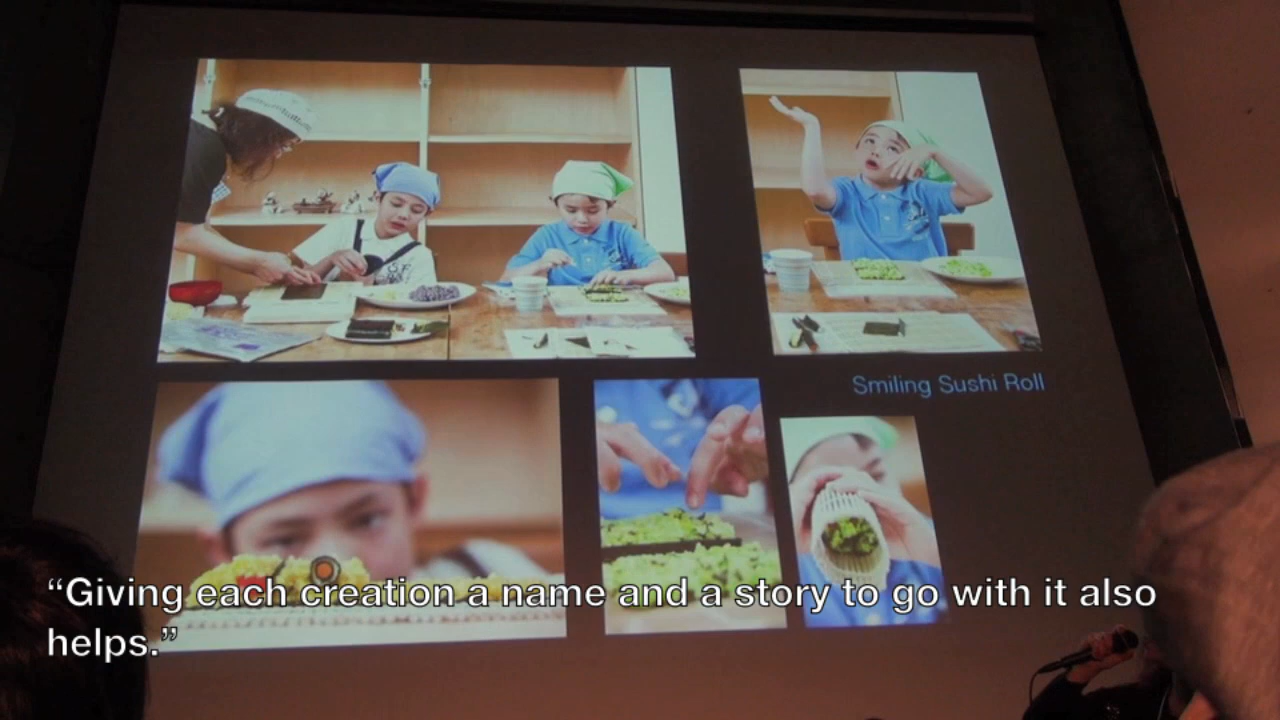 Smiling Sushi Roll
“Giving each creation a name and a story to go with it also
helps.”